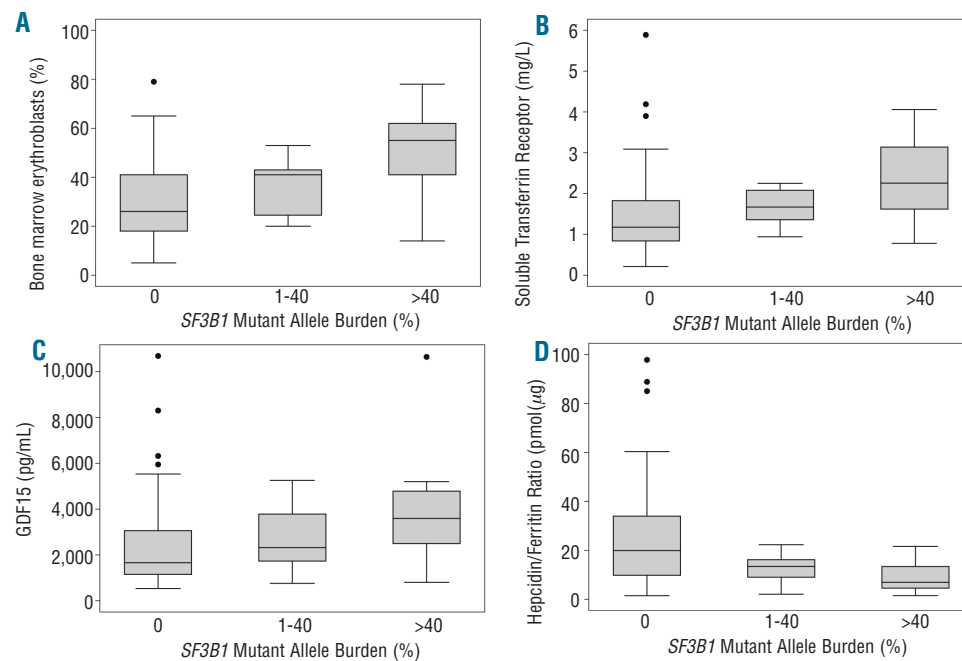 A
Bone marrow erythroblasts (%)
100
80
60
40
20
0
0 1-40 >40
SF3B1 Mutant Allele Burden (%)
B
Soluble Transferrin Receptor (mg/L)
6
5
4
3
2
1
0
0 1-40 >40
SF3B1 Mutant Allele Burden (%)
C
GDF15 (pg/mL)
10,000
8,000
6,000
4,000
2,000
0
0 1-40 >40
SF3B1 Mutant Allele Burden (%)
D
Hepcidin/Ferritin Ratio (pmol(μg)
100
80
60
40
20
0
0 1-40 >40
SF3B1 Mutant Allele Burden (%)